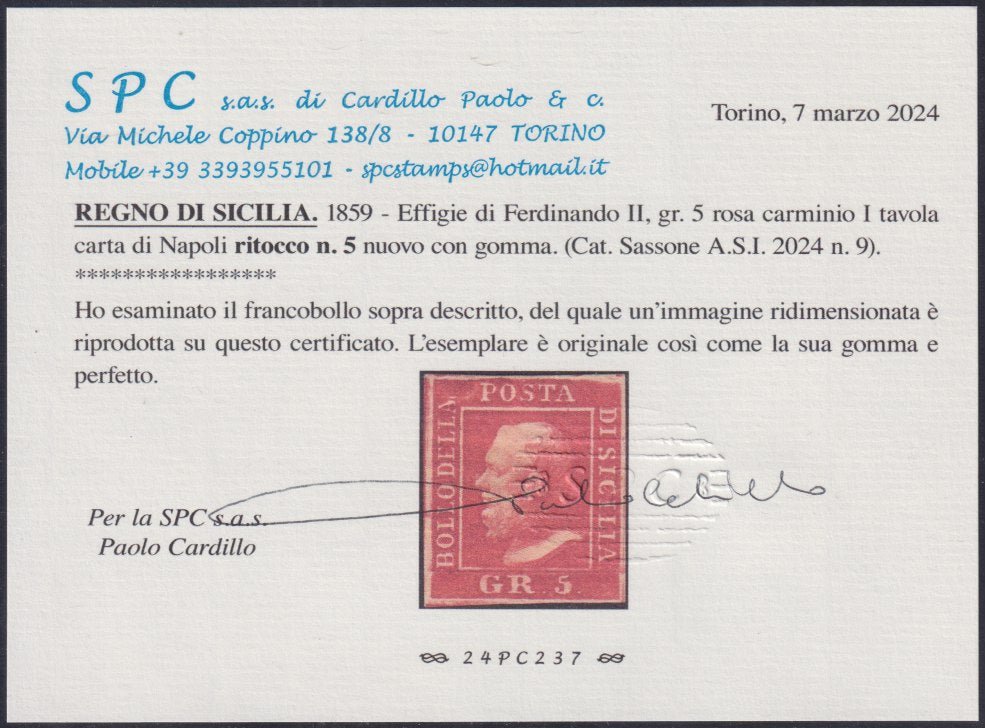 SPC s.a.s. di Cardillo Paolo & c.
Via Michele Coppino 138/8 - 10147 TORINO
Mobile +39 3393955101 - spcstamps@hotmail.it
Torino, 7 marzo 2024
REGNO DI SICILIA. 1859 - Effigie di Ferdinando II, gr. 5 rosa carminio I tavola
carta di Napoli ritocco n. 5 nuovo con gomma. (Cat. Sassone A.S.I. 2024 n. 9).
*****************
Ho esaminato il francobollo sopra descritto, del quale un'immagine ridimensionata è
riprodotta su questo certificato. L'esemplare è originale così come la sua gomma e
perfetto.
BOLLO DELLA
POSTA
DI SICILIA
GR. 5.
Per la SPC s.a.s.
Paolo Cardillo
24PC237